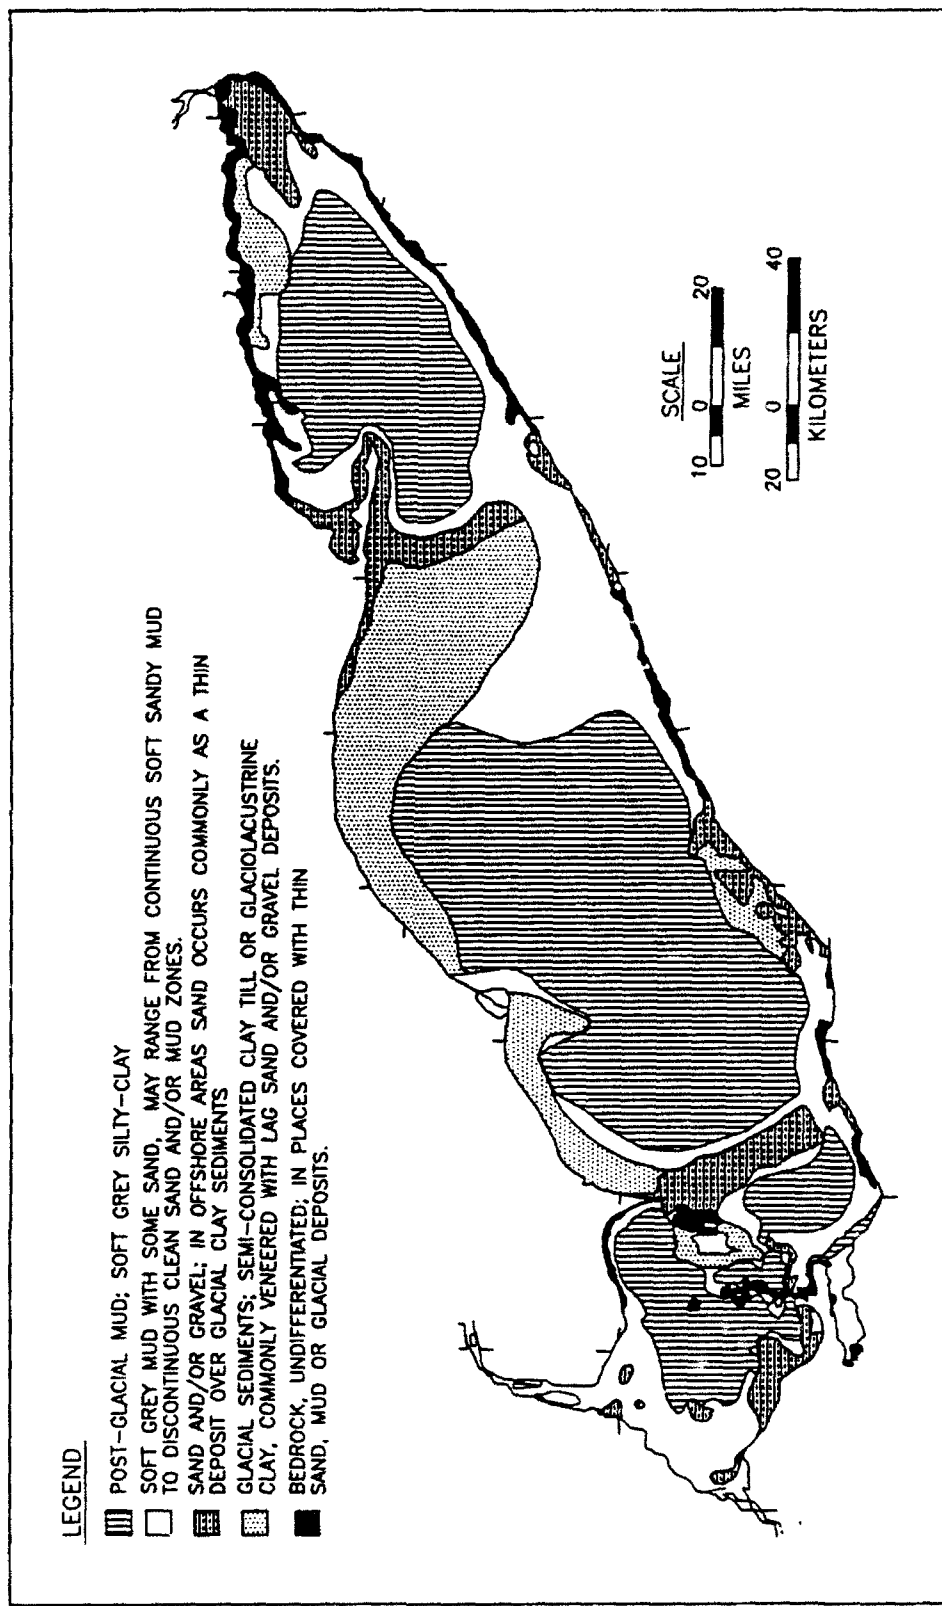 LEGEND
POST-GLACIAL MUD; SOFT GREY SILTY-CLAY
SOFT GREY MUD WITH SOME SAND, MAY RANGE FROM CONTINUOUS SOFT SANDY MUD
TO DISCONTINUOUS CLEAN SAND AND/OR MUD ZONES.
SAND AND/OR GRAVEL; IN OFFSHORE AREAS SAND OCCURS COMMONLY AS A THIN
DEPOSIT OVER GLACIAL CLAY SEDIMENTS
GLACIAL SEDIMENTS; SEMI-CONSOLIDATED CLAY TILL OR GLACIOLACUSTRINE
CLAY, COMMONLY VENEERED WITH LAG SAND AND/OR GRAVEL DEPOSITS.
BEDROCK, UNDIFFERENTIATED; IN PLACES COVERED WITH THIN
SAND, MUD OR GLACIAL DEPOSITS.
SCALE
10 0 20
MILES
20 0 40
KILOMETERS